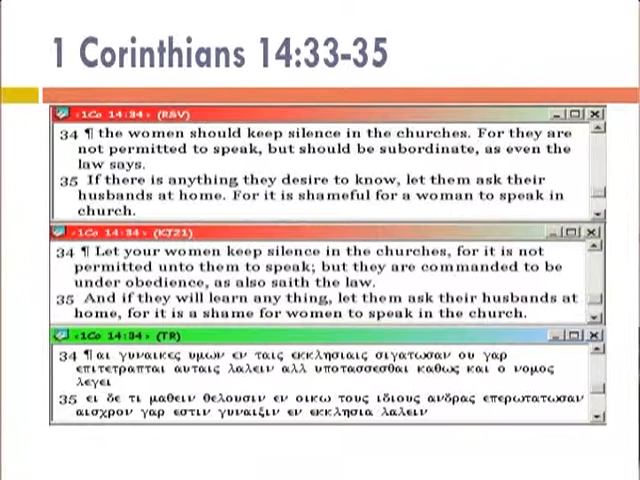 1 Corinthians 14:33-35
<1Co 14:34> (RSV)
34 ¶ the women should keep silence in the churches. For they are
not permitted to speak, but should be subordinate, as even the
law says.
35 If there is anything they desire to know, let them ask their
husbands at home. For it is shameful for a woman to speak in
church.
<1Co 14:34> (KJ21)
34 ¶ Let your women keep silence in the churches, for it is not
permitted unto them to speak; but they are commanded to be
under obedience, as also saith the law.
35 And if they will learn any thing, let them ask their husbands at
home, for it is a shame for women to speak in the church.
<1Co 14:34> (TR)
34 ¶ αι γυναικες υμων εν ταις εκκλησιαις σιγατωσαν ου γαρ
επιτετραπται αυταις λαλειν αλλ υποτασσεσθαι καθως και ο νομος
λεγει
35 ει δε τι μαθειν θελουσιν εν οικω τους ιδιους ανδρας επερωτατωσαν
αισχρον γαρ εστιν γυναιξιν εν εκκλησια λαλειν